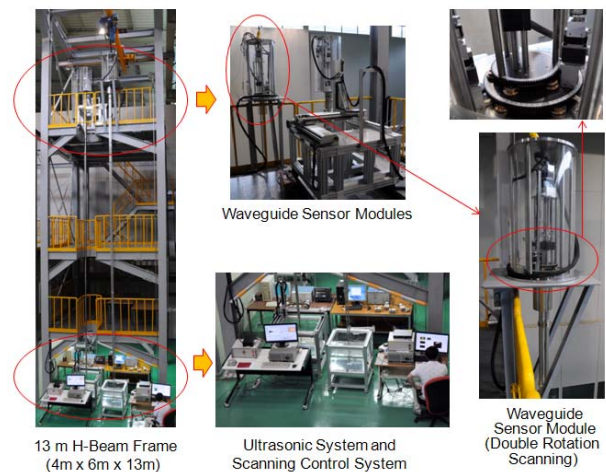 Waveguide Sensor Modules
13 m H-Beam Frame
(4m x 6m x 13m)
Ultrasonic System and
Scanning Control System
Waveguide
Sensor Module
(Double Rotation
Scanning)